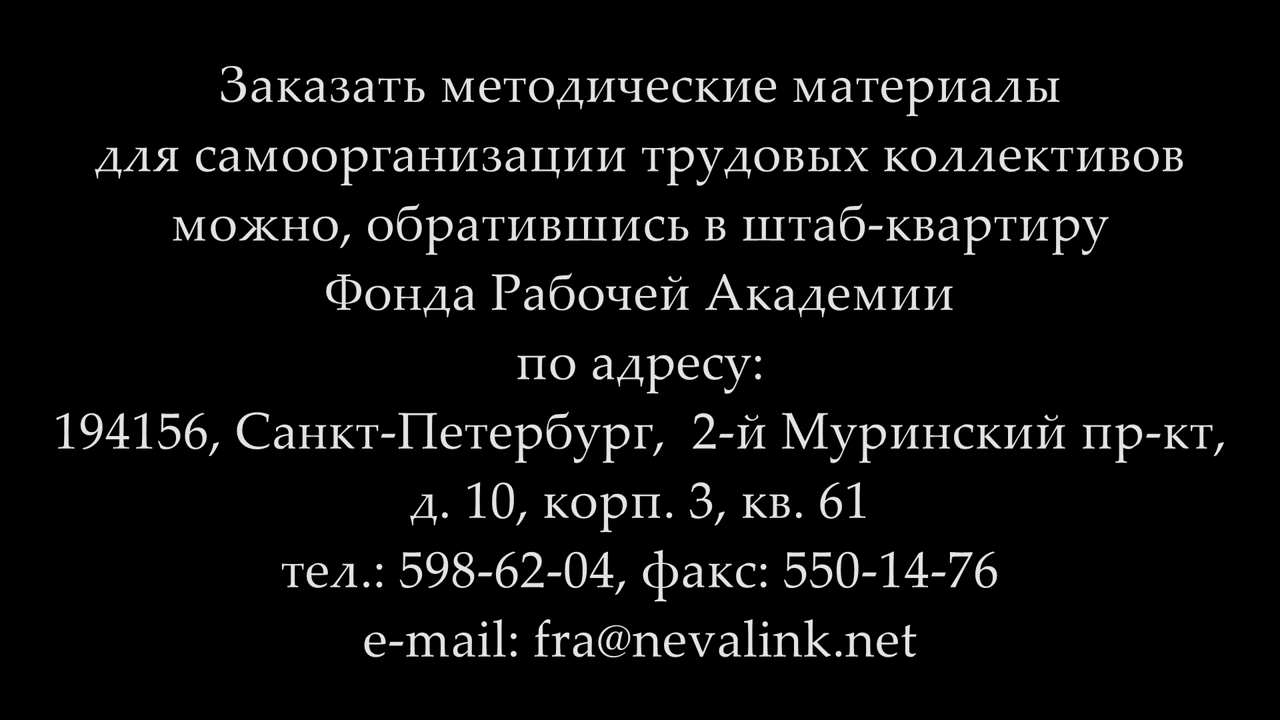 Заказать методические материалы
для самоорганизации трудовых коллективов
можно, обратившись в штаб-квартиру
Фонда Рабочей Академии
по адресу:
194156, Санкт-Петербург, 2-й Муринский пр-кт,
д. 10, корп. 3, кв. 61
тел.: 598-62-04, факс: 550-14-76
e-mail: fra@nevalink.net